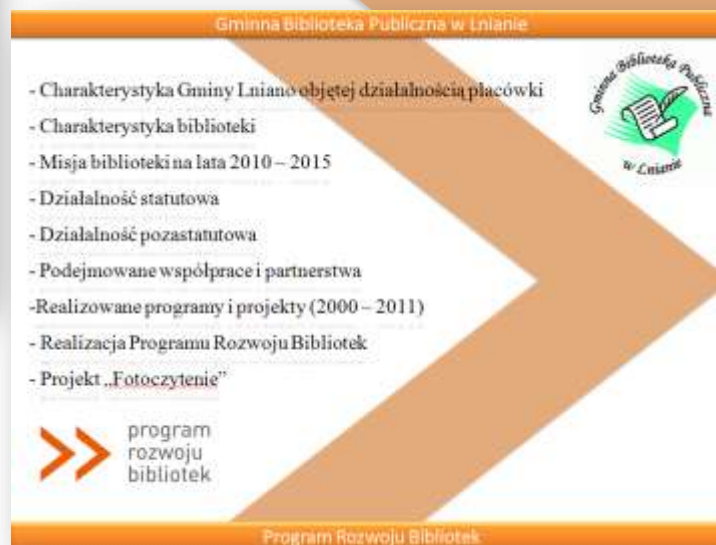 Gminna Biblioteka Publiczna w Lnianie
- Charakterystyka Gminy Lniano objętej działalnością placówki
- Charakterystyka biblioteki
- Misja biblioteki na lata 2010 – 2015
- Działalność statutowa
- Działalność pozastatutowa
- Podejmowane współprace i partnerstwa
-Realizowane programy i projekty (2000 – 2011)
- Realizacja Programu Rozwoju Bibliotek
- Projekt „Fotoczytenie”
Gminna Biblioteka Publiczna
w Lnianie
program
rozwoju
bibliotek
Program Rozwoju Bibliotek